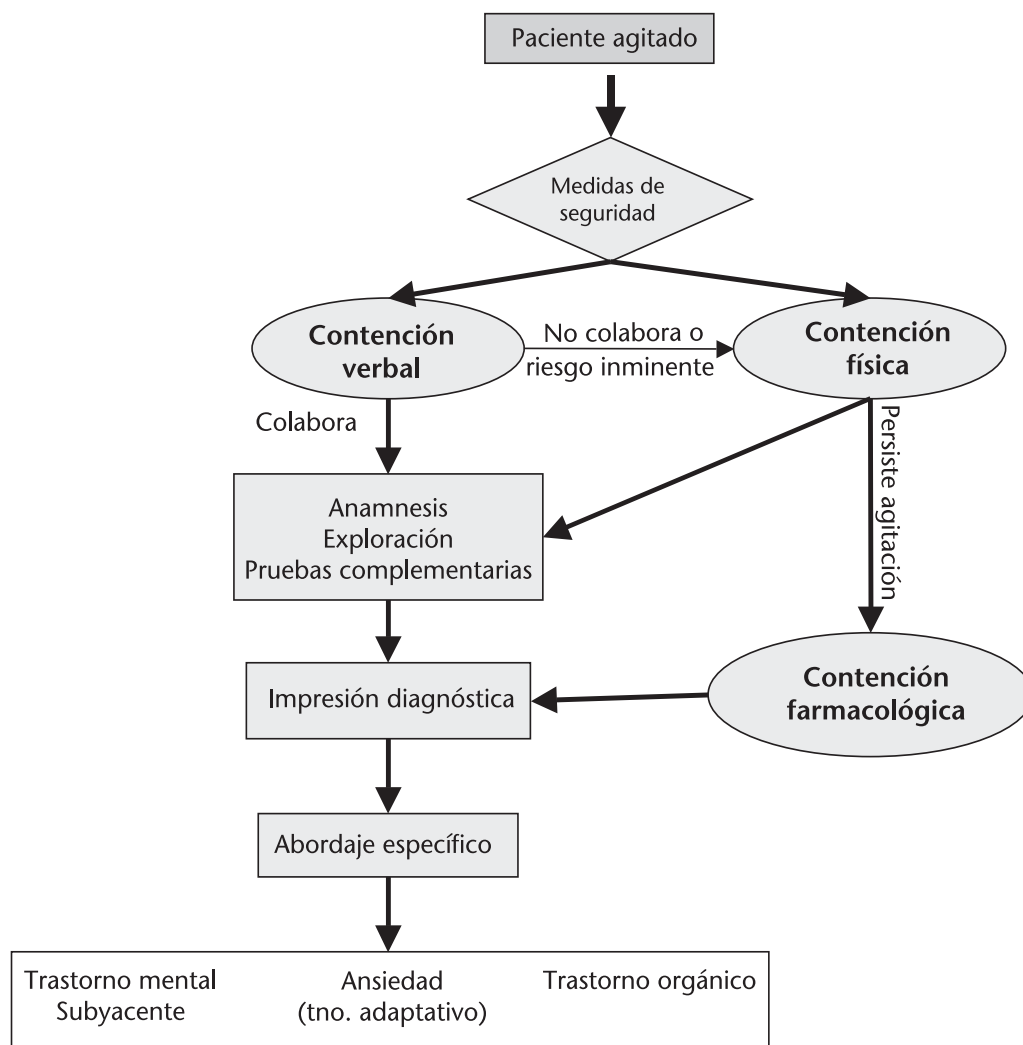 Paciente agitado
Medidas de
seguridad
Contención
verbal
No colabora o
riesgo inminente
Contención
física
Colabora
Persiste agitación
Anamnesis
Exploración
Pruebas complementarias
Impresión diagnóstica
Contención
farmacológica
Abordaje específico
Trastorno mental
Subyacente
Ansiedad
(tno. adaptativo)
Trastorno orgánico